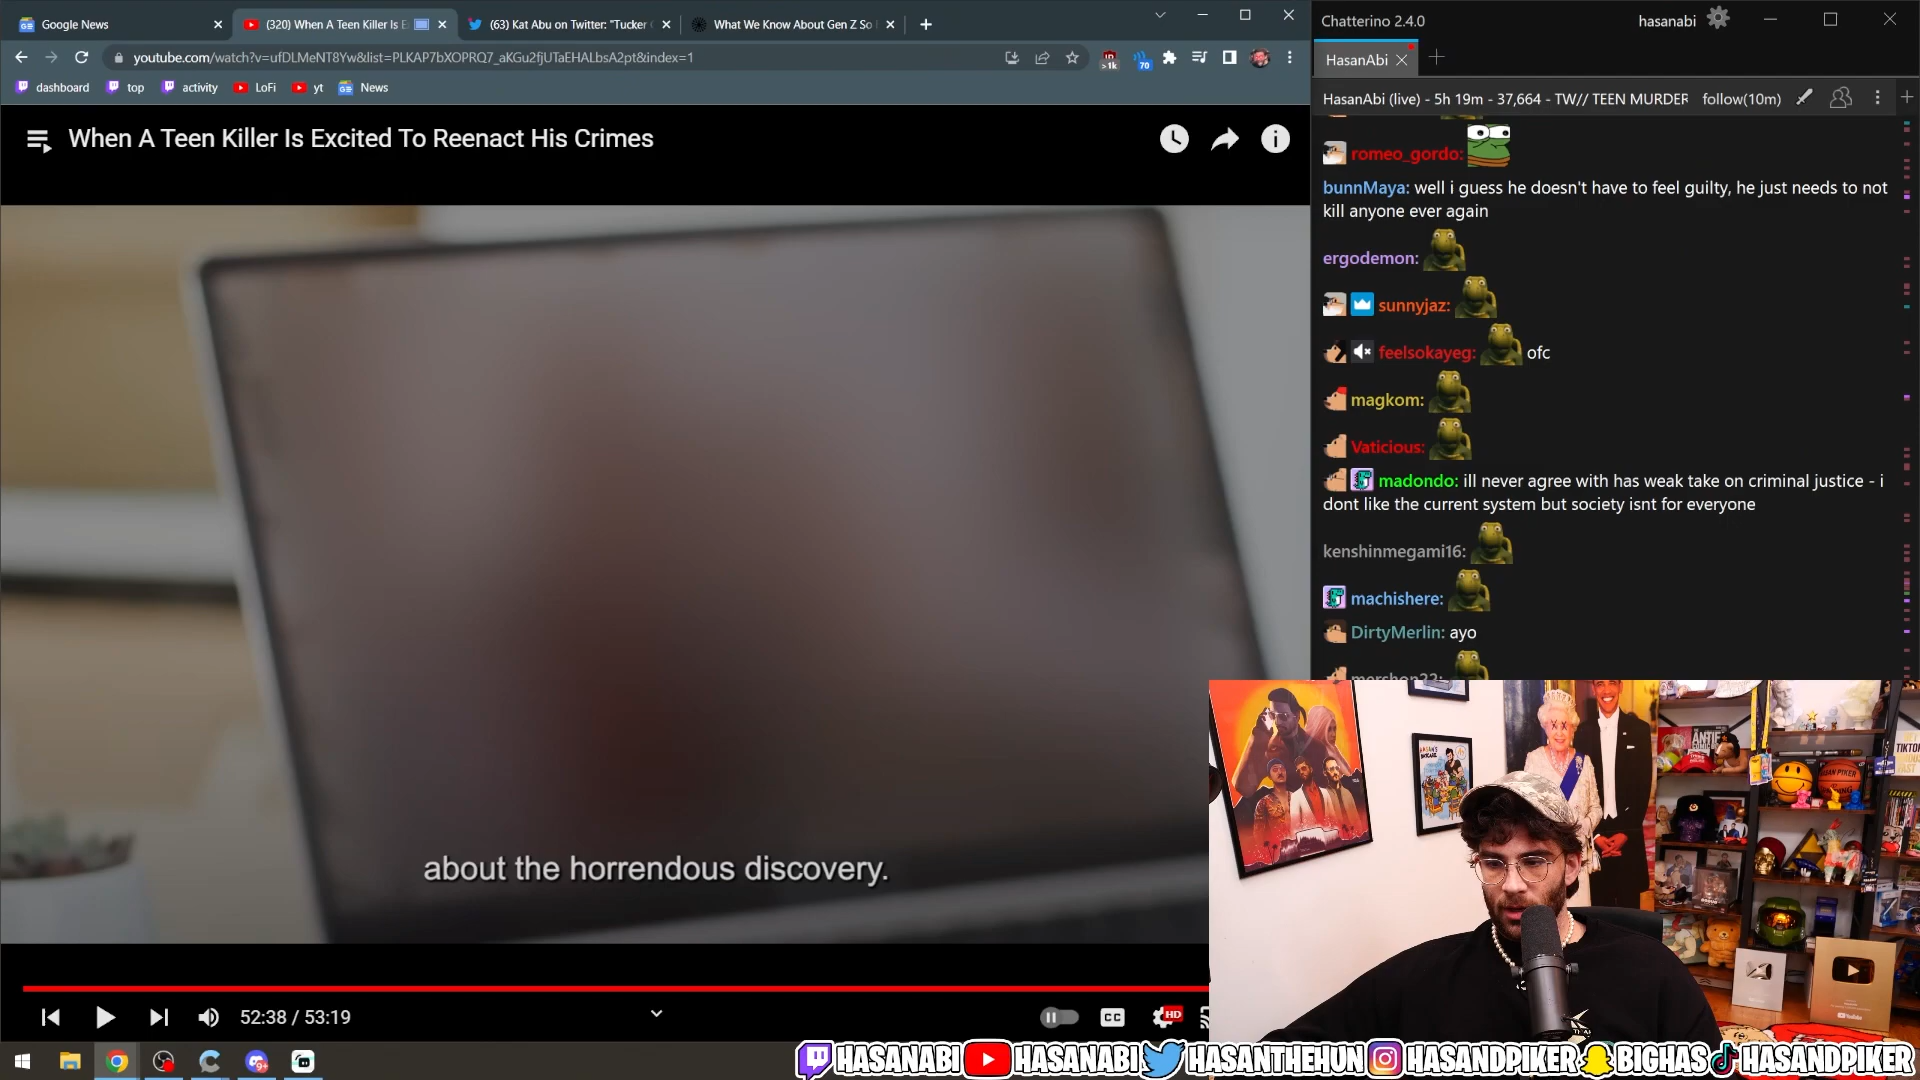 Google News
(320) When A Teen Killer Is E
(63) Kat Abu on Twitter: "Tucker
What We Know About Gen Z So
youtube.com/watch?v=ufDLMeNT8Yw&list=PLKAP7bXOPRQ7_aKGu2fjUTaEHALbsA2pt&index=1
>1k
70
dashboard
top
activity
LoFi
yt
News
When A Teen Killer Is Excited To Reenact His Crimes
about the horrendous discovery.
52:38 / 53:19
CC
HD
Chatterino 2.4.0
hasanabi
HasanAbi
HasanAbi (live) - 5h 19m - 37,664 - TW// TEEN MURDER
follow(10m)
romeo_gordo:
bunnMaya: well i guess he doesn't have to feel guilty, he just needs to not
kill anyone ever again
ergodemon:
sunnyjaz:
feelsokayeg: ofc
magkom:
Vaticious:
madondo: ill never agree with has weak take on criminal justice - i
dont like the current system but society isnt for everyone
kenshinmegami16:
machishere:
DirtyMerlin: ayo
HASANABI
HASANABI
HASANTHEHUN
HASANDPIKER
BIGHAS
HASANDPIKER